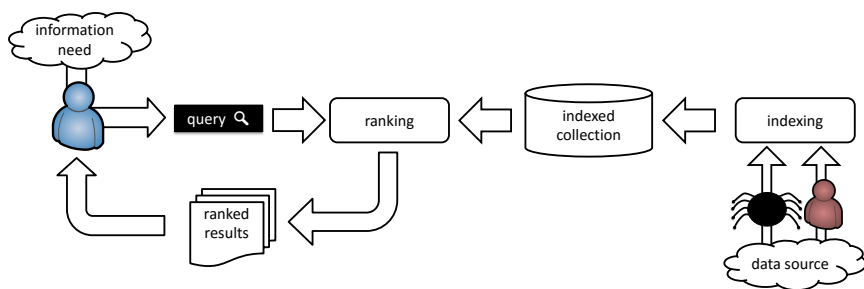 information
need
query
ranking
indexed
collection
indexing
ranked
results
data source